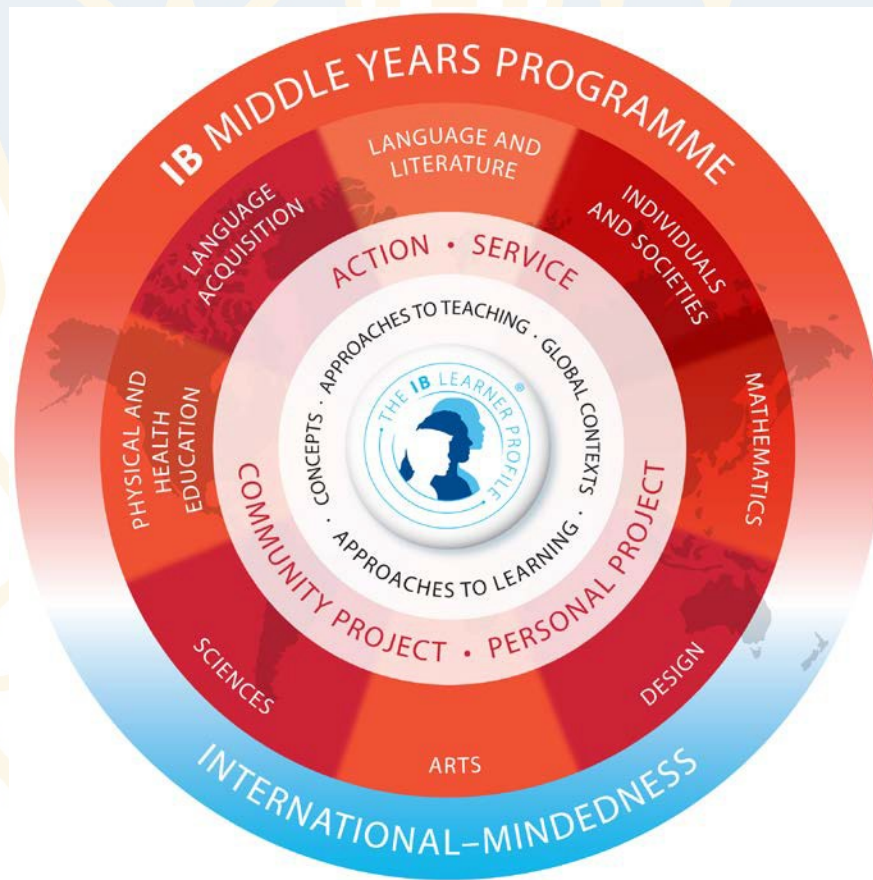 IB MIDDLE YEARS PROGRAMME
LANGUAGE AND
LITERATURE
INDIVIDUALS
AND SOCIETIES
MATHEMATICS
DESIGN
ARTS
SCIENCES
PHYSICAL AND
HEALTH
EDUCATION
LANGUAGE
ACQUISITION
ACTION • SERVICE
COMMUNITY PROJECT • PERSONAL PROJECT
APPROACHES TO TEACHING · GLOBAL CONTEXTS ·
· CONCEPTS ·
APPROACHES TO LEARNING
• THE IB LEARNER PROFILE •
®
INTERNATIONAL–MINDEDNESS